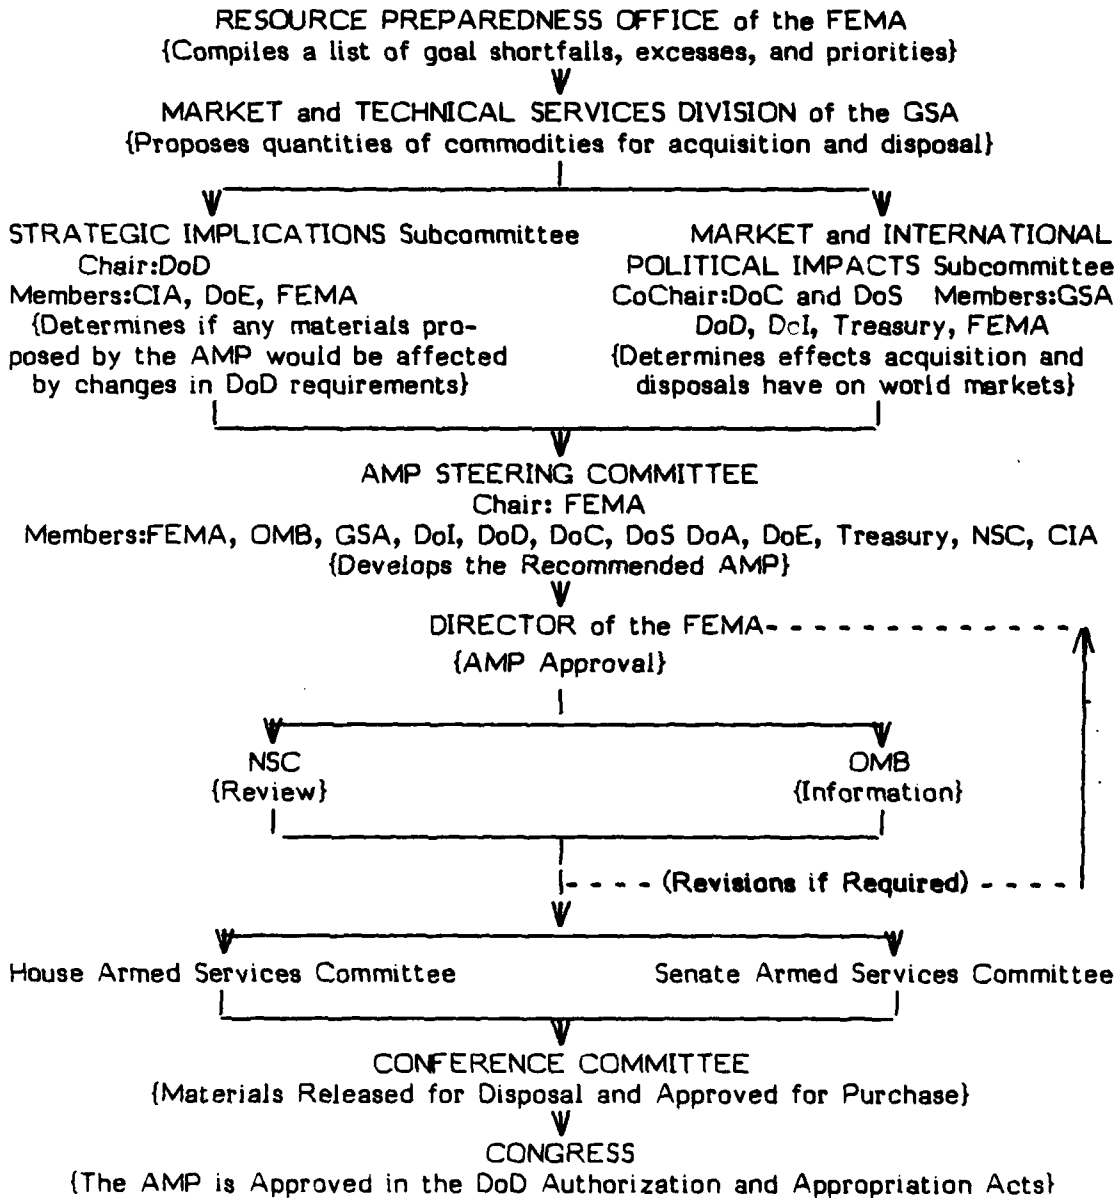 RESOURCE PREPAREDNESS OFFICE of the FEMA
{Compiles a list of goal shortfalls, excesses, and priorities}
MARKET and TECHNICAL SERVICES DIVISION of the GSA
{Proposes quantities of commodities for acquisition and disposal}
STRATEGIC IMPLICATIONS Subcommittee
Chair:DoD
Members:CIA, DoE, FEMA
{Determines if any materials pro-
posed by the AMP would be affected
by changes in DoD requirements}
MARKET and INTERNATIONAL
POLITICAL IMPACTS Subcommittee
CoChair:DoC and DoS Members:GSA
DoD, DoI, Treasury, FEMA
{Determines effects acquisition and
disposals have on world markets}
AMP STEERING COMMITTEE
Chair: FEMA
Members:FEMA, OMB, GSA, DoI, DoD, DoC, DoS DoA, DoE, Treasury, NSC, CIA
{Develops the Recommended AMP}
DIRECTOR of the FEMA
{AMP Approval}
NSC
{Review}
OMB
{Information}
(Revisions if Required)
House Armed Services Committee
Senate Armed Services Committee
CONFERENCE COMMITTEE
{Materials Released for Disposal and Approved for Purchase}
CONGRESS
{The AMP is Approved in the DoD Authorization and Appropriation Acts}